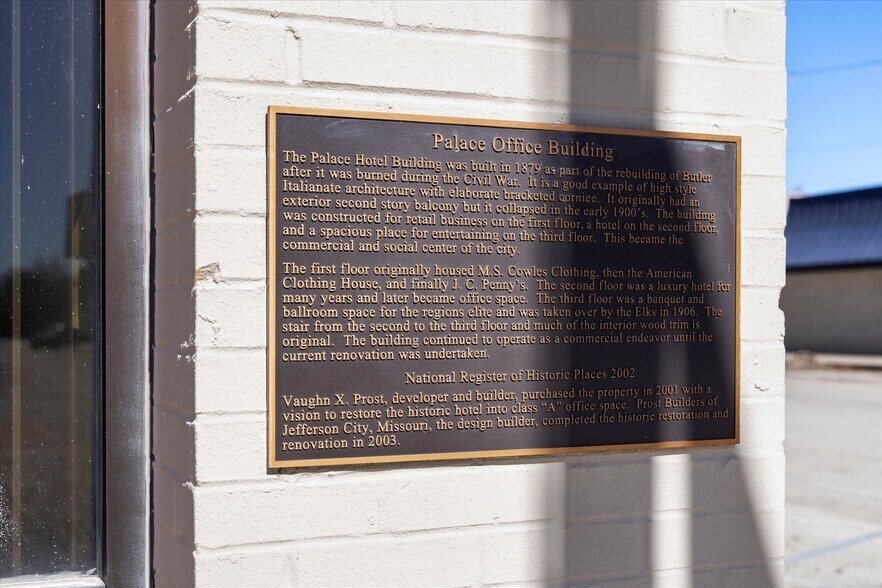 Palace Office Building
The Palace Hotel Building was built in 1879 as part of the rebuilding of Butler
after it was burned during the Civil War. It is a good example of high style
Italianate architecture with elaborate bracketed cornice. It originally had an
exterior second story balcony but it collapsed in the early 1900's. The building
was constructed for retail business on the first floor, a hotel on the second floor,
and a spacious place for entertaining on the third floor. This became the
commercial and social center of the city.
The first floor originally housed M.S. Cowles Clothing, then the American
Clothing House, and finally J. C. Penny's. The second floor was a luxury hotel for
many years and later became office space. The third floor was a banquet and
ballroom space for the regions elite and was taken over by the Elks in 1906. The
stair from the second to the third floor and much of the interior wood trim is
original. The building continued to operate as a commercial endeavor until the
current renovation was undertaken.
National Register of Historic Places 2002
Vaughn X. Prost, developer and builder, purchased the property in 2001 with a
vision to restore the historic hotel into class "A" office space. Prost Builders of
Jefferson City, Missouri, the design builder, completed the historic restoration and
renovation in 2003.